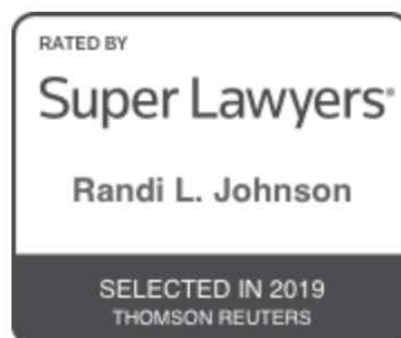 RATED BY
Super Lawyers®
Randi L. Johnson
SELECTED IN 2019
THOMSON REUTERS